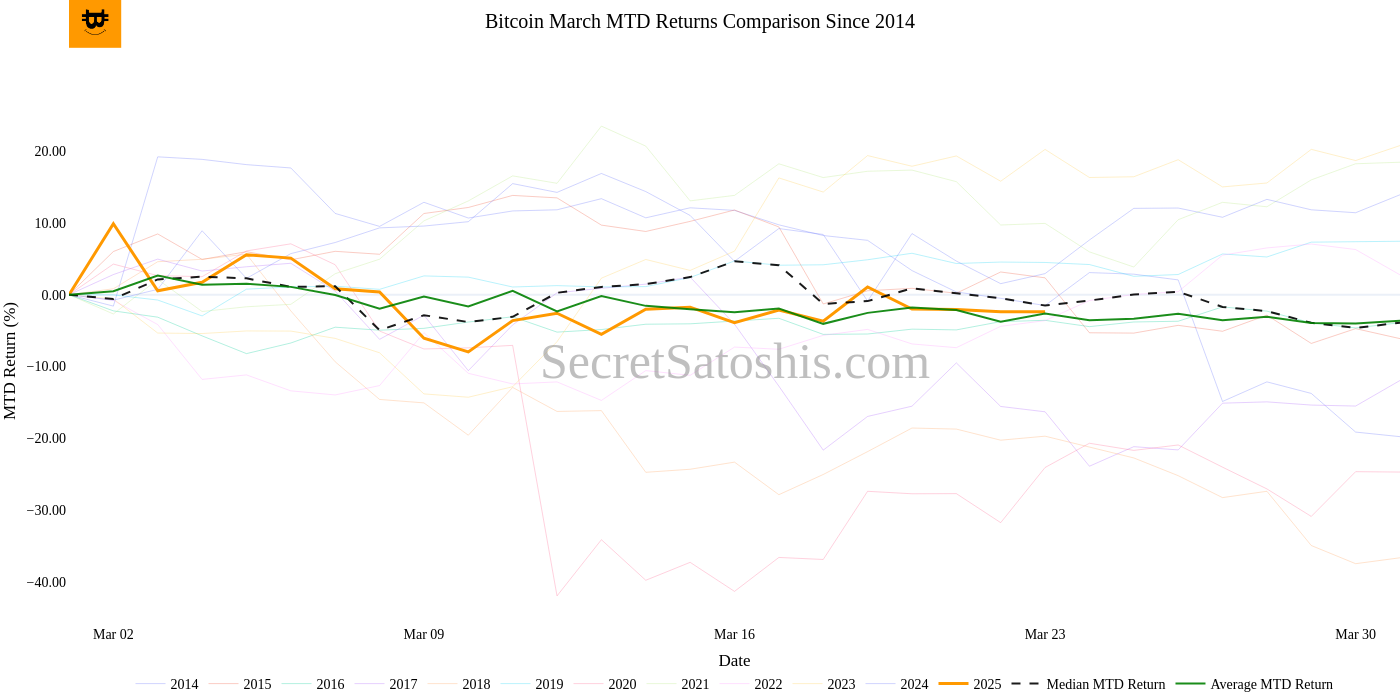 Bitcoin March MTD Returns Comparison Since 2014
MTD Return (%)
20.00
10.00
0.00
−10.00
−20.00
−30.00
−40.00
SecretSatoshis.com
Mar 02 Mar 09 Mar 16 Mar 23 Mar 30
Date
2014 2015 2016 2017 2018 2019 2020 2021 2022 2023 2024 2025 Median MTD Return Average MTD Return